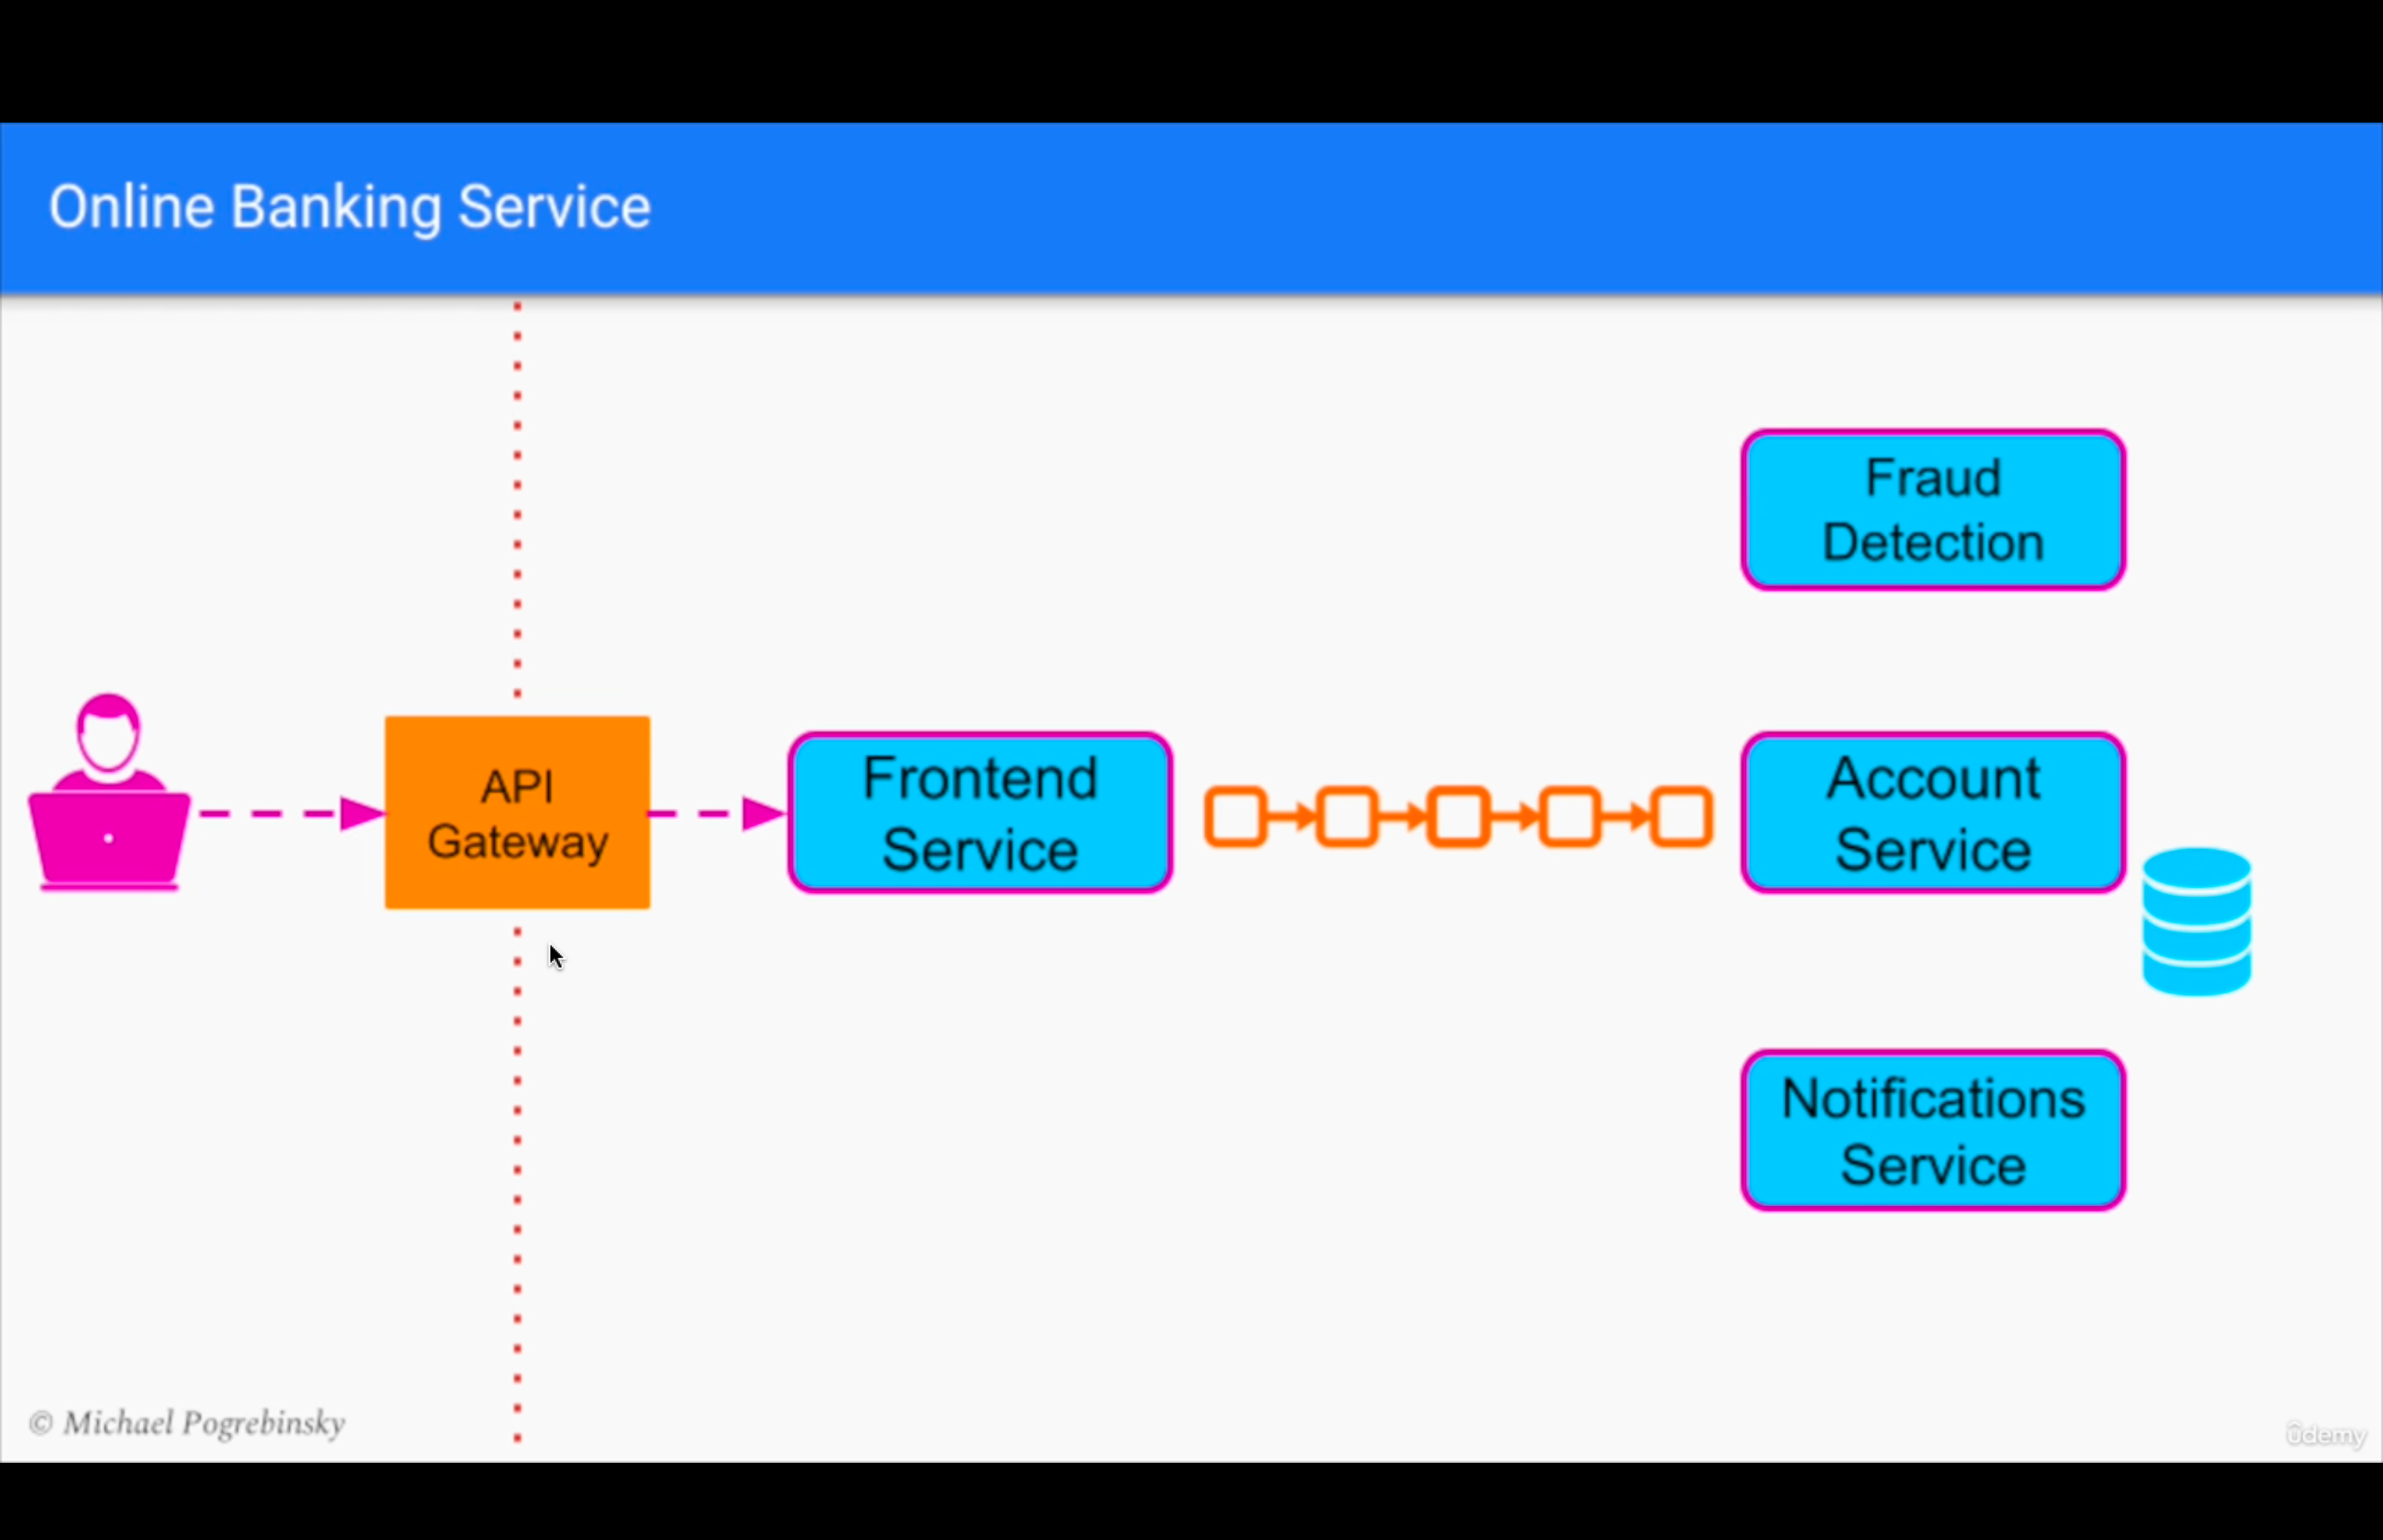 Online Banking Service
API
Gateway
Frontend
Service
Fraud
Detection
Account
Service
Notifications
Service
© Michael Pogrebinsky
ûdemy